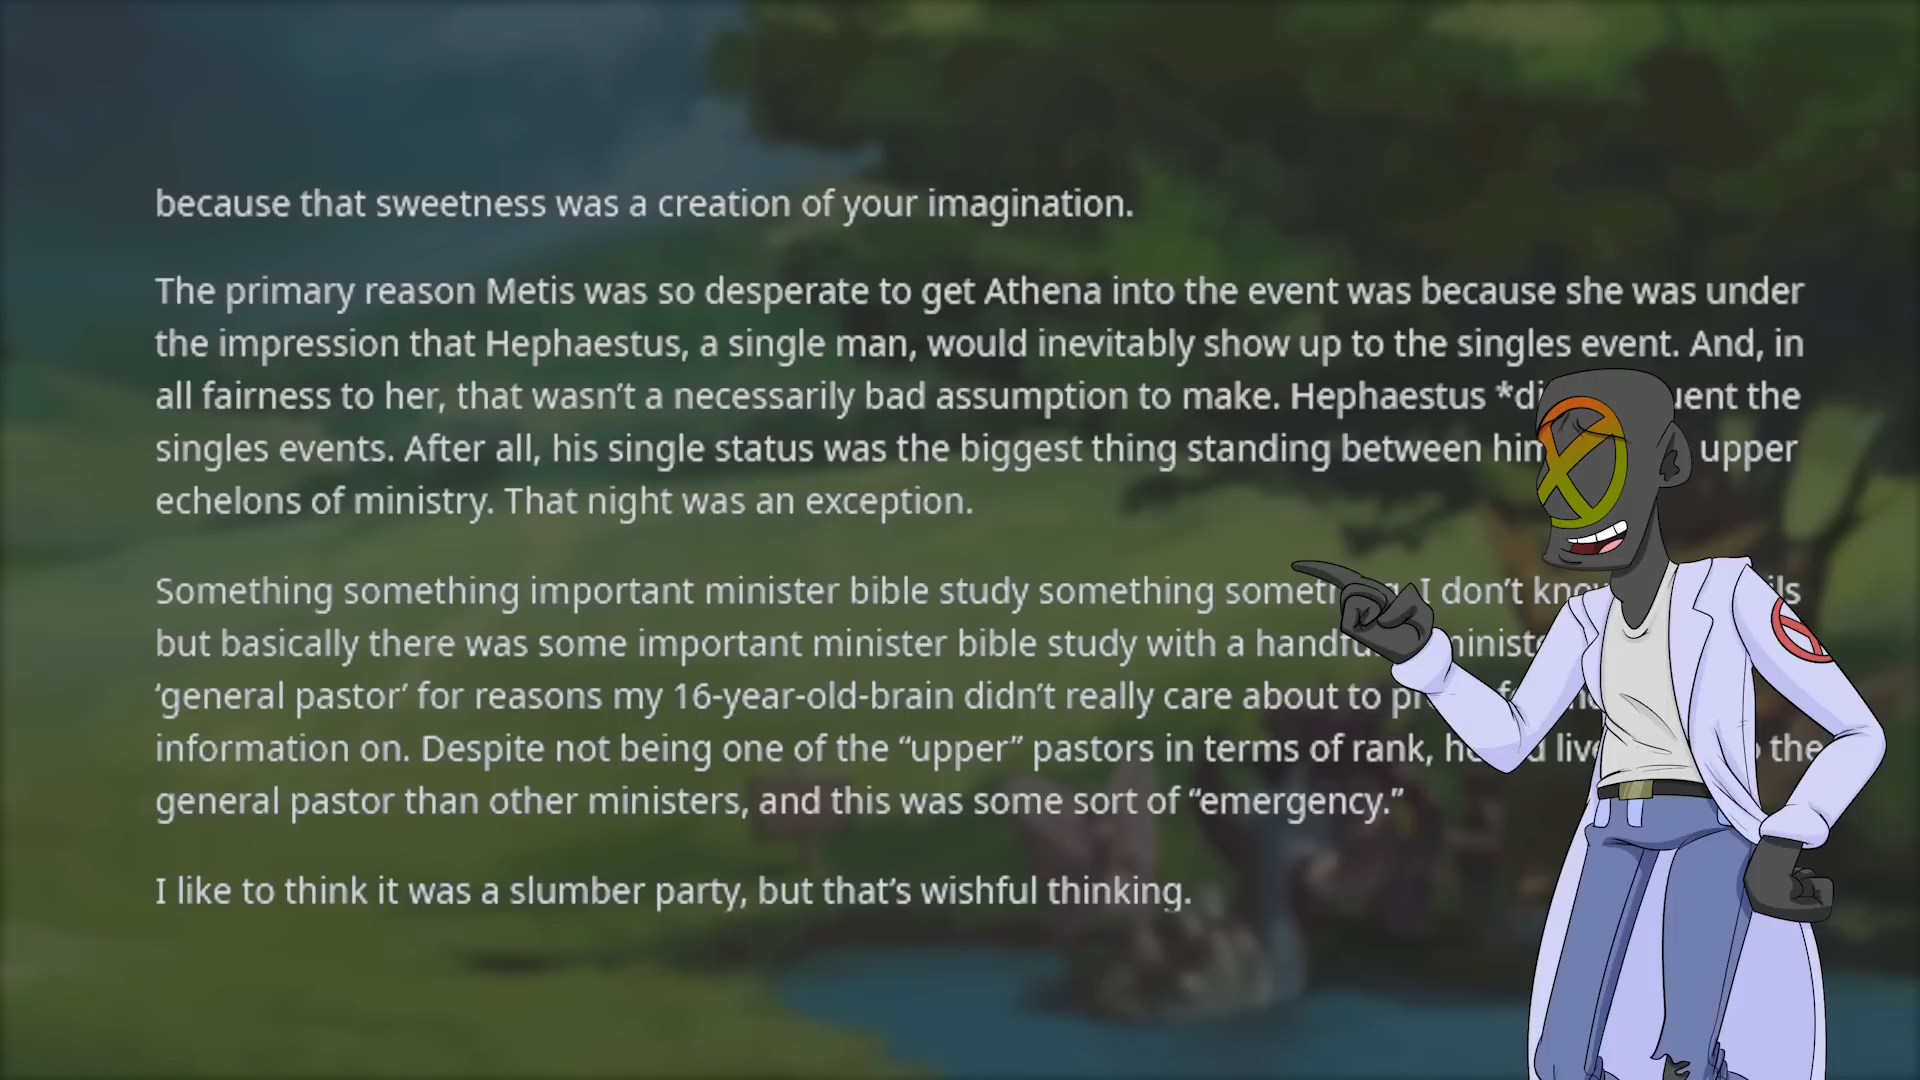 because that sweetness was a creation of your imagination.
The primary reason Metis was so desperate to get Athena into the event was because she was under
the impression that Hephaestus, a single man, would inevitably show up to the singles event. And, in
all fairness to her, that wasn’t a necessarily bad assumption to make. Hephaestus the
singles events. After all, his single status was the biggest thing standing between him upper
echelons of ministry. That night was an exception.
Something something important minister bible study something something. I don’t
but basically there was some important minister bible study with a
‘general pastor’ for reasons my 16-year-old-brain didn’t really care about to
information on. Despite not being one of the “upper” pastors in terms of rank, the
general pastor than other ministers, and this was some sort of “emergency.”
I like to think it was a slumber party, but that’s wishful thinking.